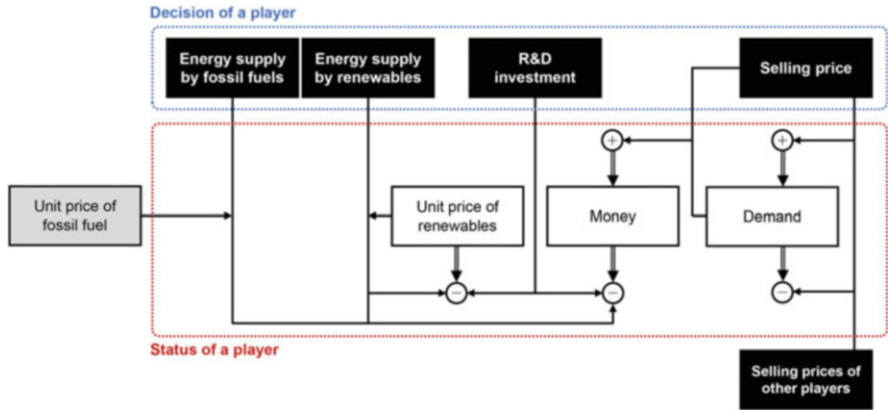 Decision of a player
Energy supply
by fossil fuels
Energy supply
by renewables
R&D
investment
Selling price
+
+
Unit price of
fossil fuel
Unit price of
renewables
Money
Demand
−
−
−
Status of a player
Selling prices of
other players